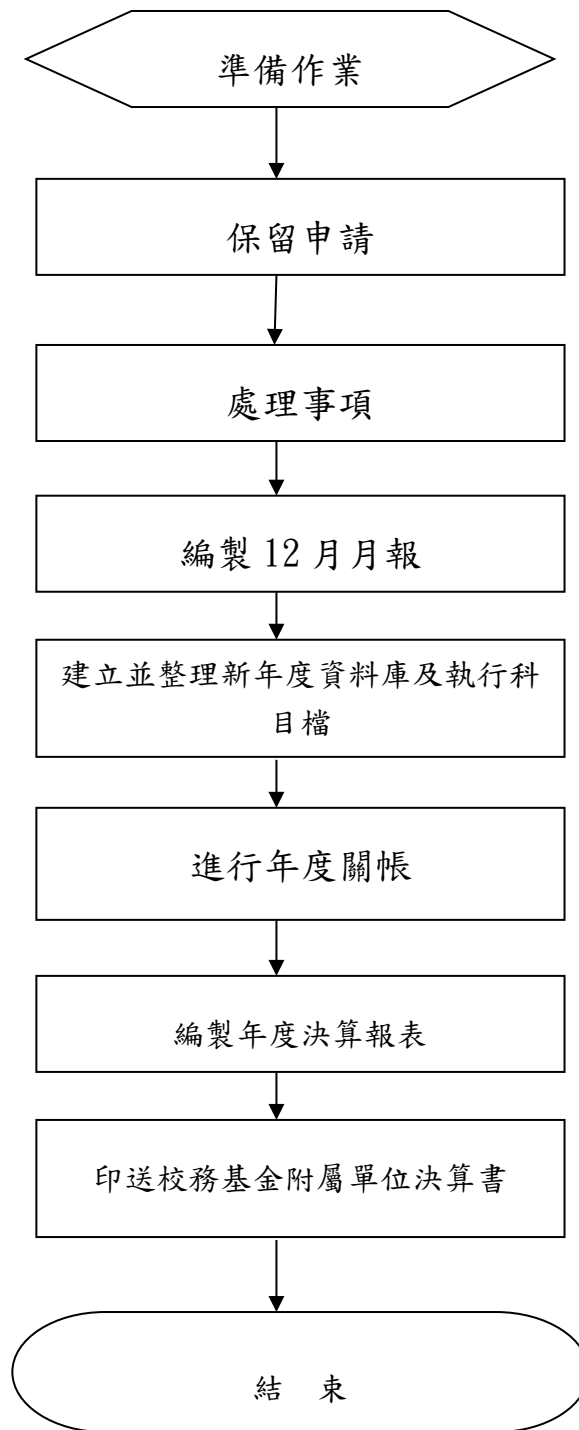 準備作業
保留申請
處理事項
編製 12 月月報
建立並整理新年度資料庫及執行科
目檔
進行年度關帳
編製年度決算報表
印送校務基金附屬單位決算書
結 束